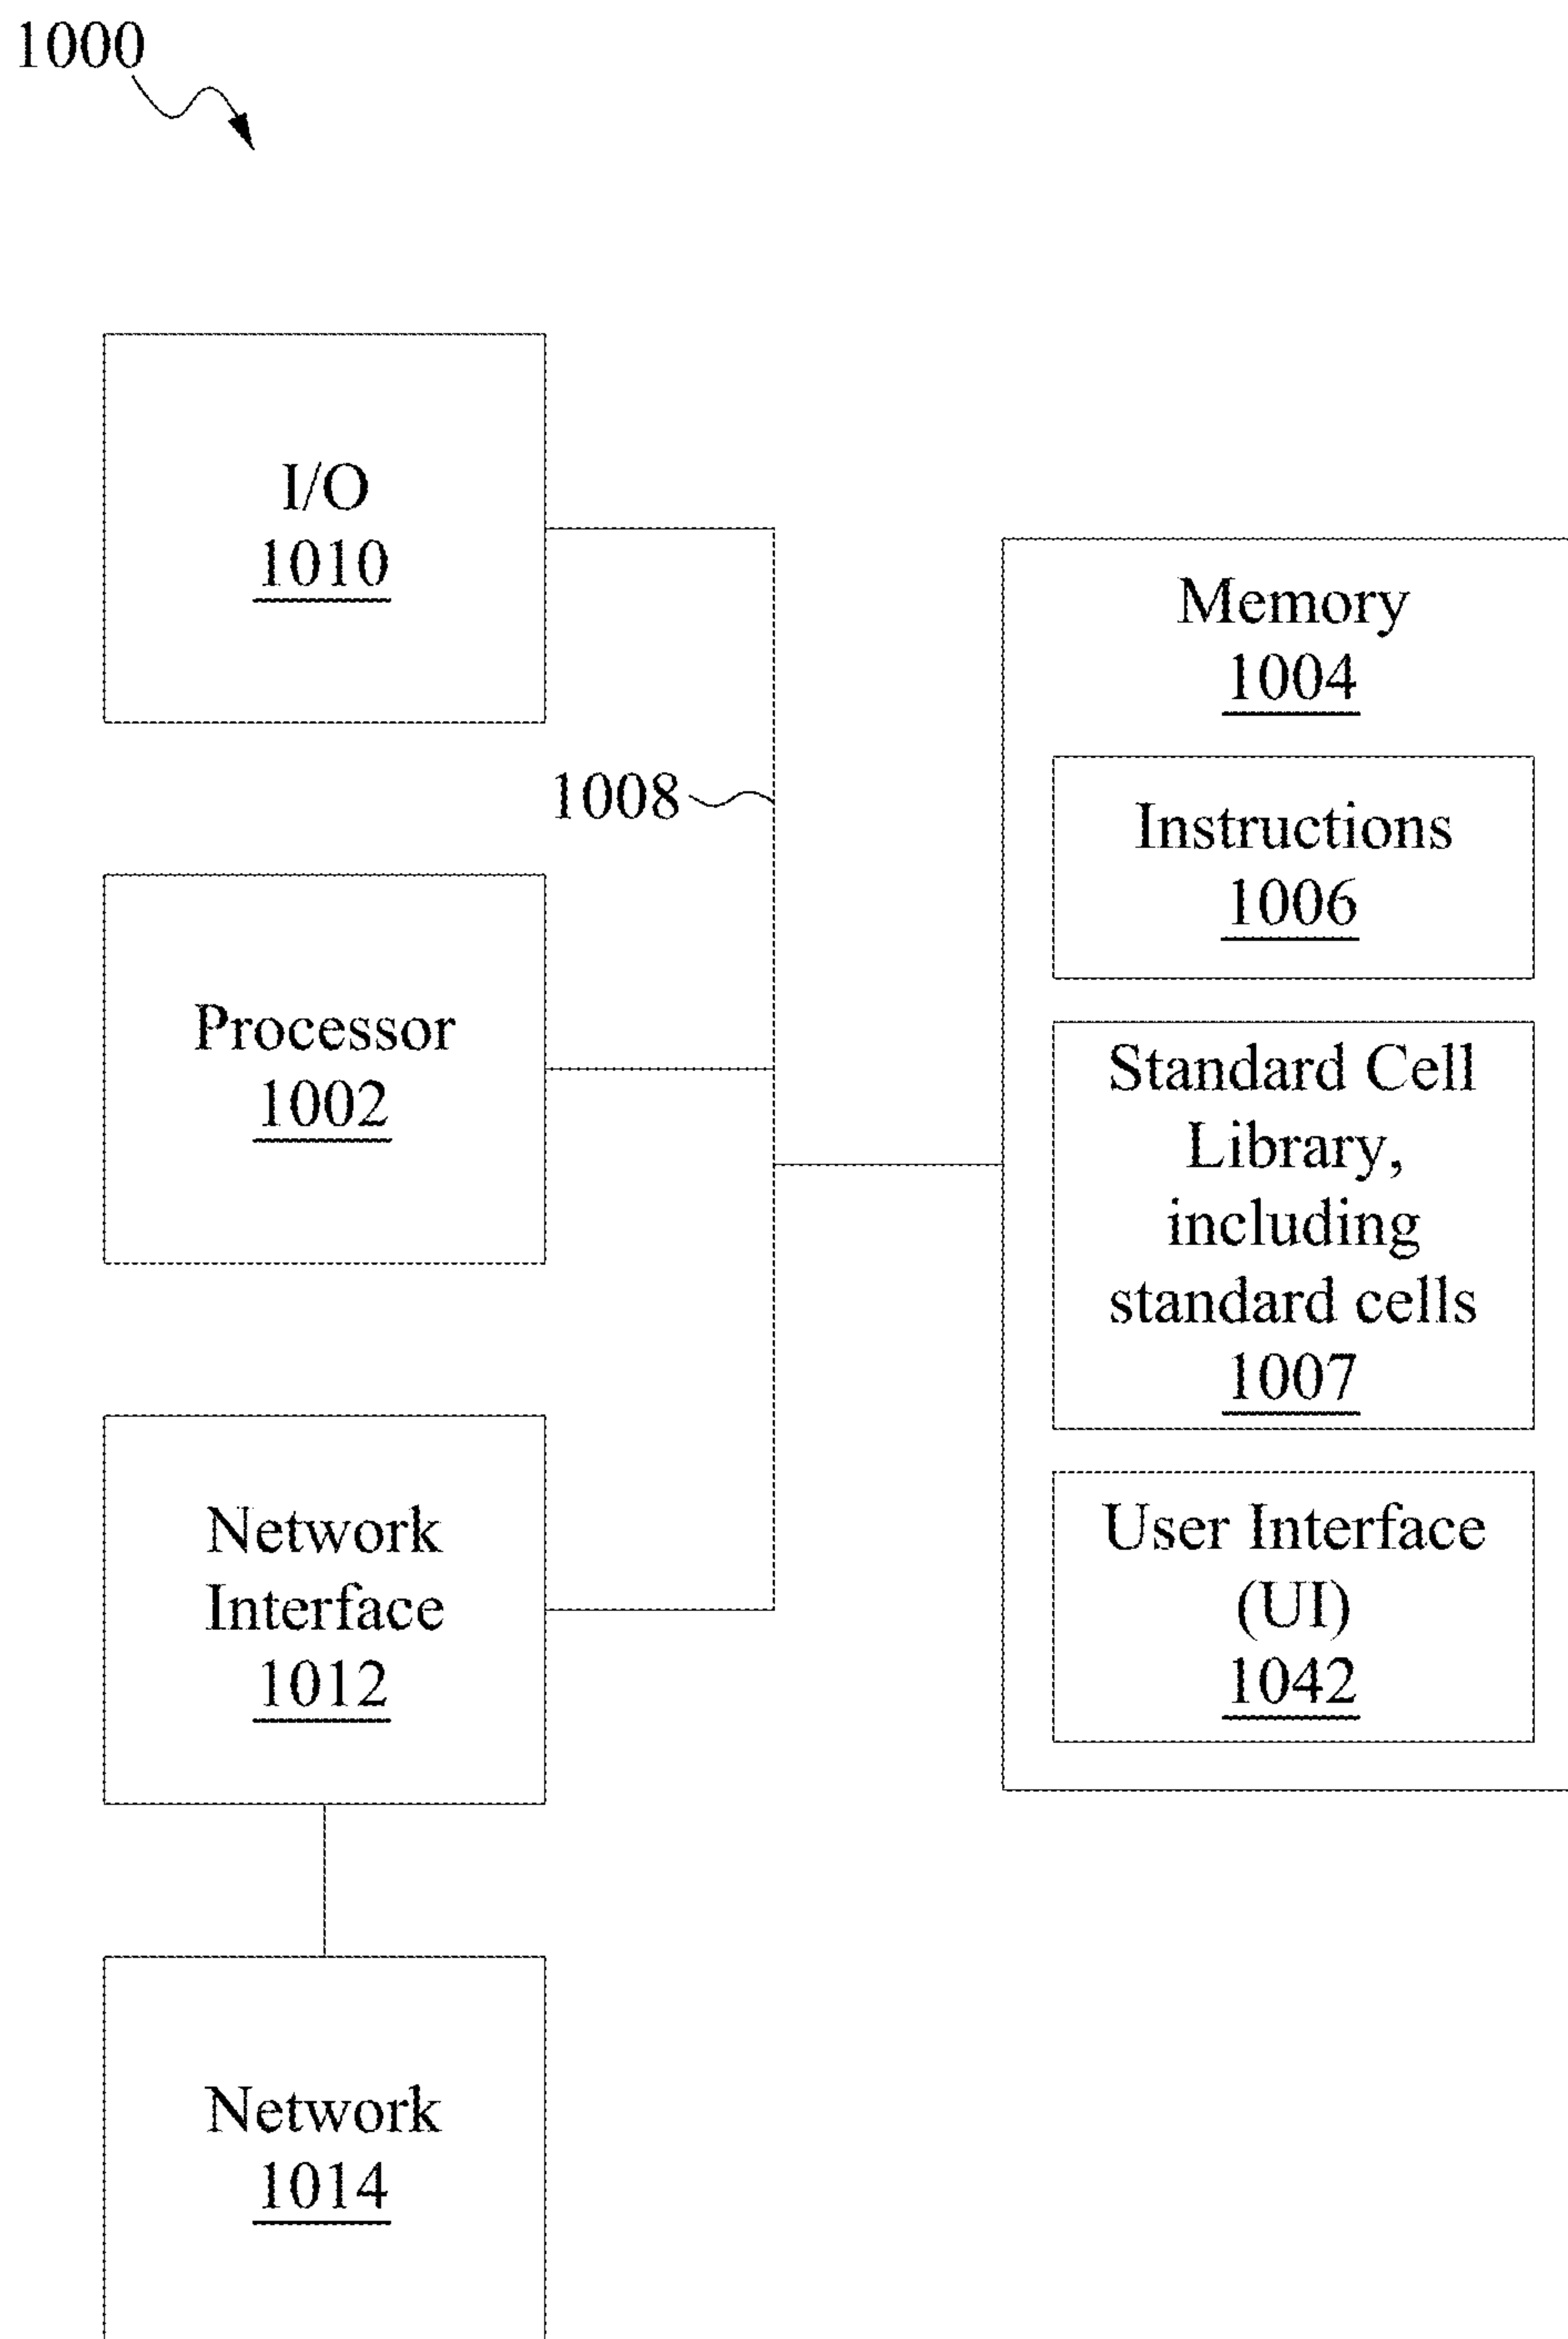 1000
I/O
1010
1008
Processor
1002
Network
Interface
1012
Network
1014
Memory
1004
Instructions
1006
Standard Cell
Library,
including
standard cells
1007
User Interface
(UI)
1042